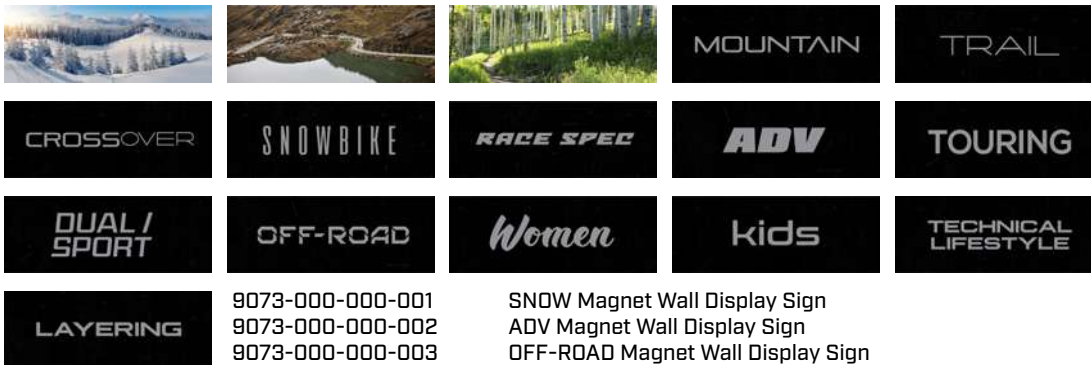 MOUNTAIN
TRAIL
CROSSOVER
SNOWBIKE
RACE SPEC
ADV
TOURING
DUAL /
SPORT
OFF-ROAD
Women
kids
TECHNICAL
LIFESTYLE
LAYERING
9073-000-000-001 SNOW Magnet Wall Display Sign
9073-000-000-002 ADV Magnet Wall Display Sign
9073-000-000-003 OFF-ROAD Magnet Wall Display Sign